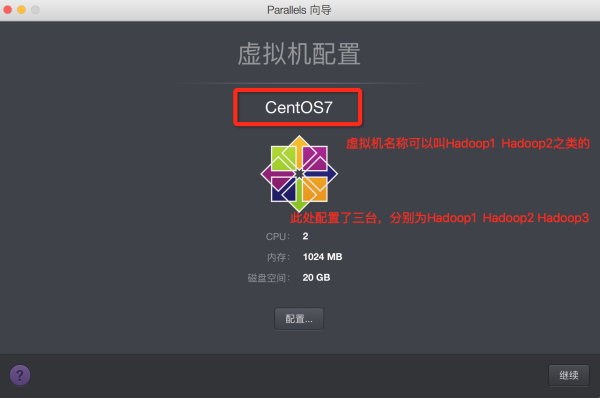 Parallels 向导
虚拟机配置
CentOS7
虚拟机名称可以叫Hadoop1 Hadoop2之类的
此处配置了三台，分别为Hadoop1 Hadoop2 Hadoop3
CPU： 2
内存： 1024 MB
磁盘空间： 20 GB
配置...
?
继续